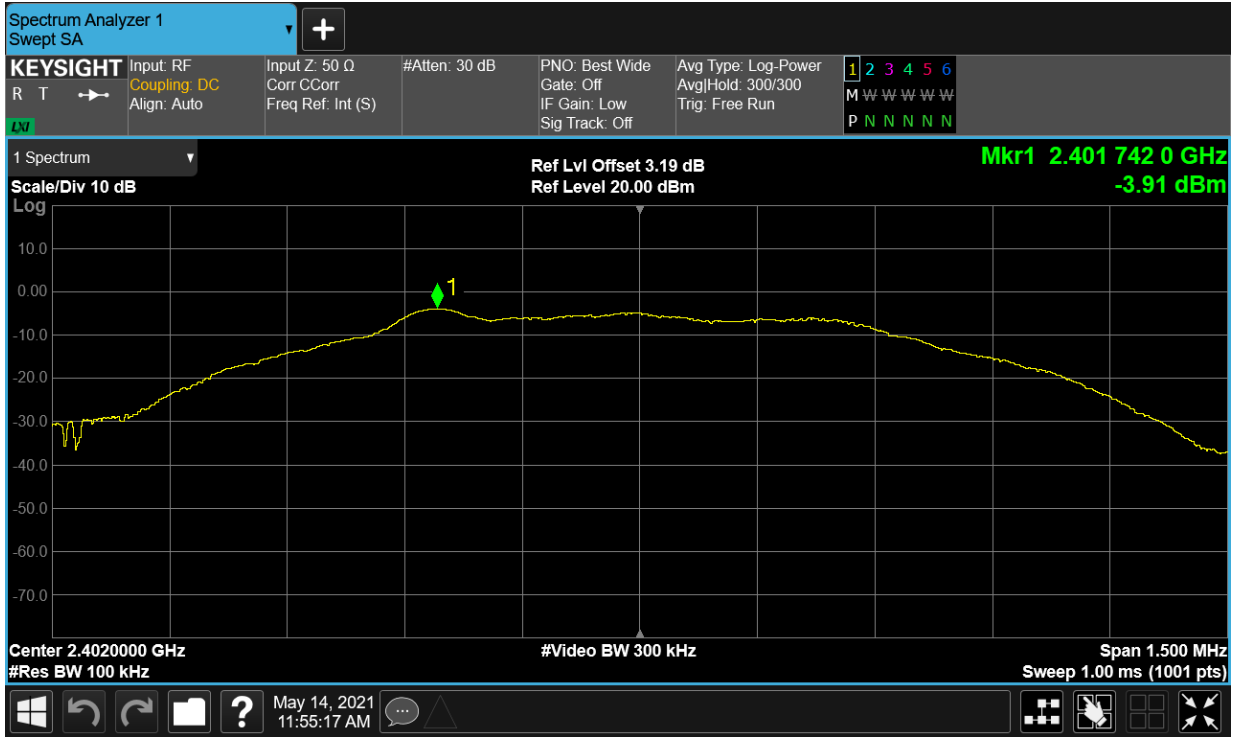 Spectrum Analyzer 1
Swept SA
KEYSIGHT
R T
LXI
Input: RF
Coupling: DC
Align: Auto
Input Z: 50 Ω
Corr CCorr
Freq Ref: Int (S)
#Atten: 30 dB
PNO: Best Wide
Gate: Off
IF Gain: Low
Sig Track: Off
Avg Type: Log-Power
Avg|Hold: 300/300
Trig: Free Run
1 2 3 4 5 6
M W W W W W
P N N N N N
1 Spectrum
Scale/Div 10 dB
Log
Ref Lvl Offset 3.19 dB
Ref Level 20.00 dBm
Mkr1 2.401 742 0 GHz
-3.91 dBm
10.0
0.00
1
-10.0
-20.0
-30.0
-40.0
-50.0
-60.0
-70.0
Center 2.4020000 GHz
#Video BW 300 kHz
Span 1.500 MHz
#Res BW 100 kHz
Sweep 1.00 ms (1001 pts)
?
May 14, 2021
11:55:17 AM